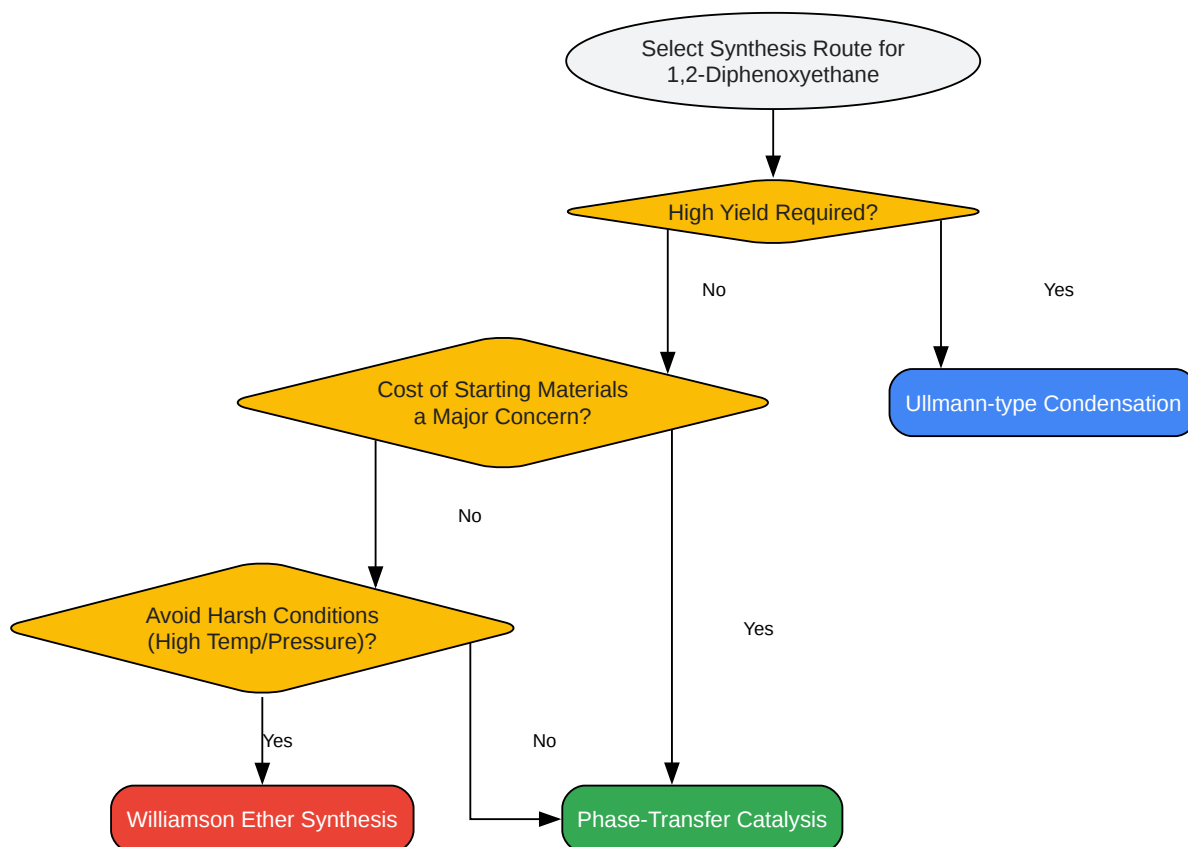 Select Synthesis Route for
1,2-Diphenoxyethane
High Yield Required?
No
Yes
Cost of Starting Materials
a Major Concern?
Ullmann-type Condensation
No
Avoid Harsh Conditions
(High Temp/Pressure)?
Yes
Yes
No
Williamson Ether Synthesis
Phase-Transfer Catalysis